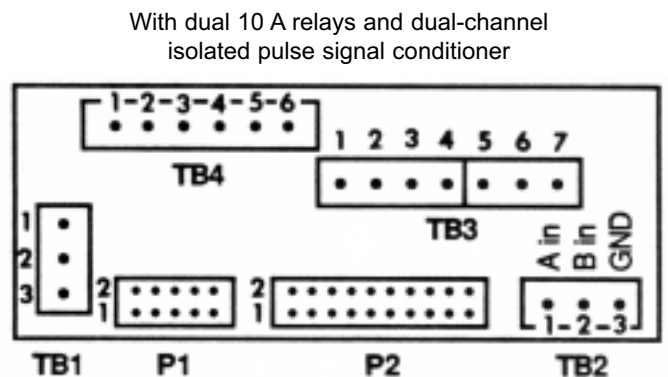 With dual 10 A relays and dual-channel
isolated pulse signal conditioner
1-2-3-4-5-6
TB4
1 2 3 4 5 6 7
TB3
1
2
3
A in
B in
GND
2
1
2
1
1-2-3
TB1 P1 P2 TB2